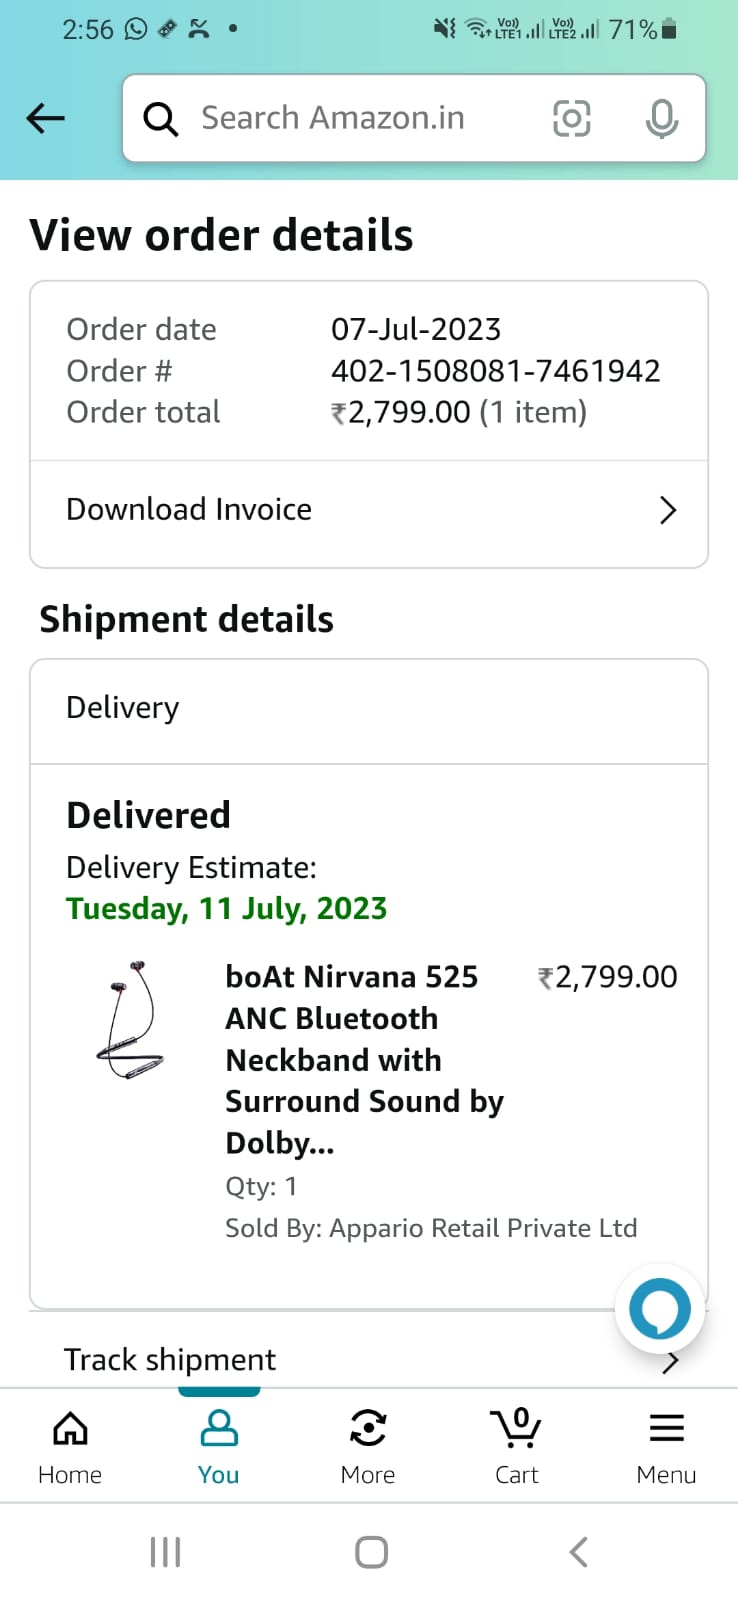 2:56
Vo)) LTE1 Vo)) LTE2 71%
Search Amazon.in
View order details
Order date 07-Jul-2023
Order # 402-1508081-7461942
Order total ₹2,799.00 (1 item)
Download Invoice
Shipment details
Delivery
Delivered
Delivery Estimate:
Tuesday, 11 July, 2023
boAt Nirvana 525 ₹2,799.00
ANC Bluetooth
Neckband with
Surround Sound by
Dolby...
Qty: 1
Sold By: Appario Retail Private Ltd
Track shipment
0
Home You More Cart Menu